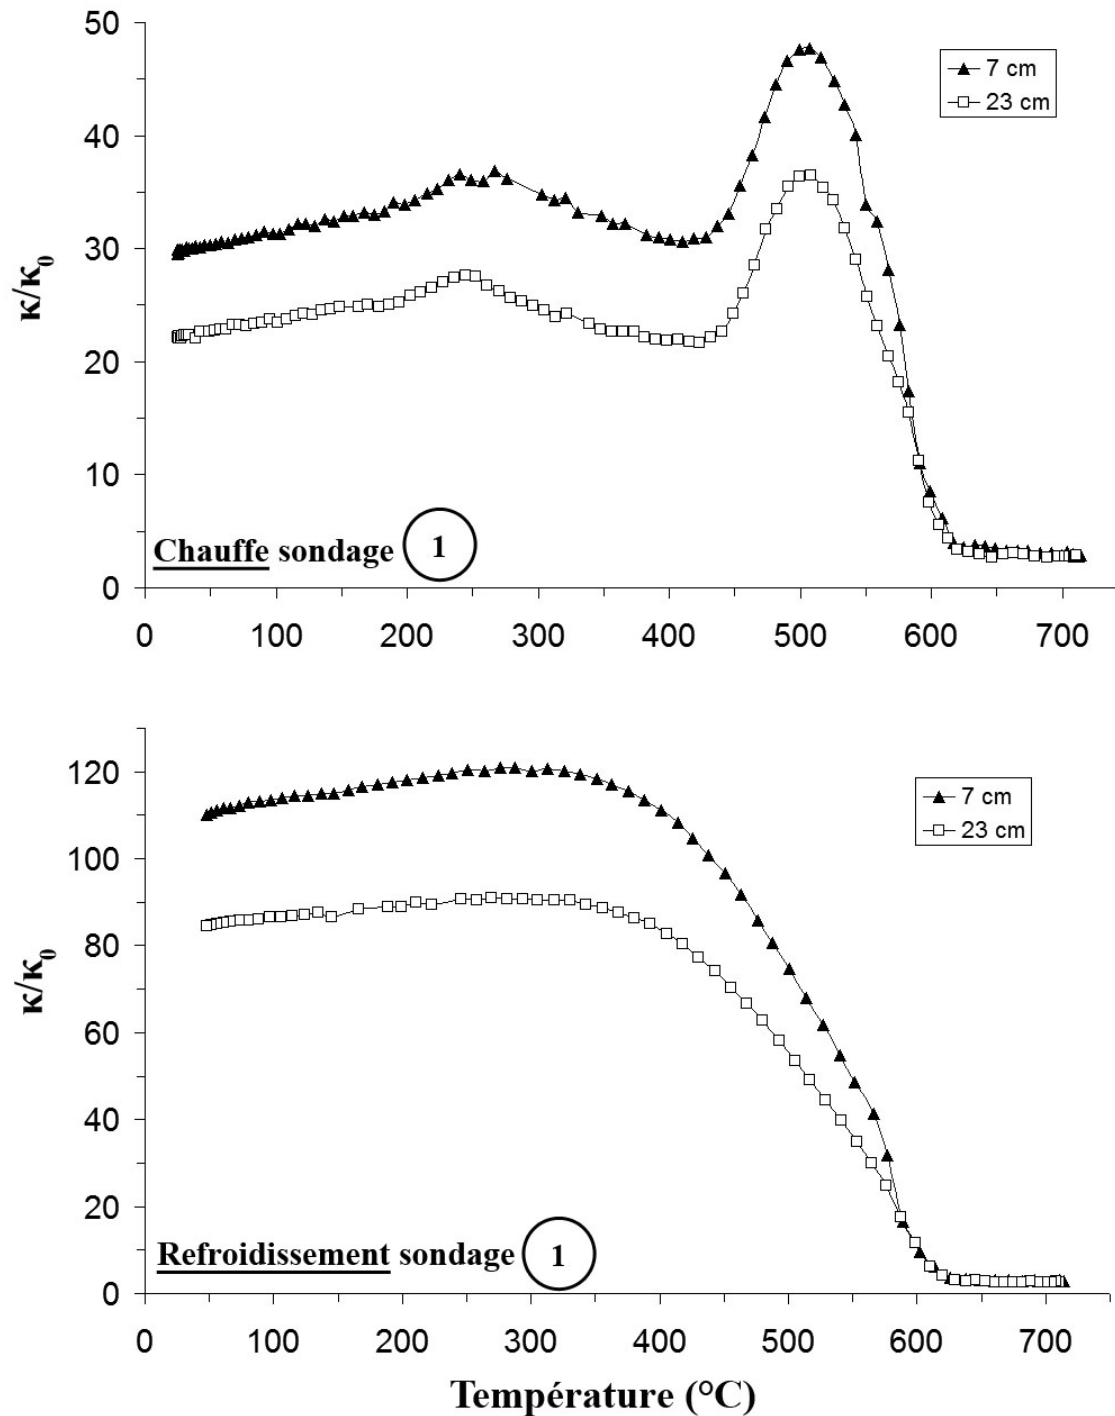 50
40
30
20
10
0
κ/κ₀
7 cm
23 cm
Chauffe sondage 1
0 100 200 300 400 500 600 700
120
100
80
60
40
20
0
κ/κ₀
7 cm
23 cm
Refroidissement sondage 1
0 100 200 300 400 500 600 700
Température (°C)